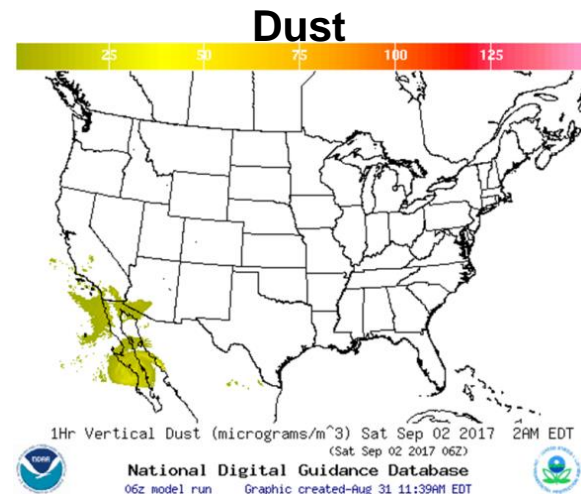 Dust
25 50 75 100 125
1Hr Vertical Dust (micrograms/m^3) Sat Sep 02 2017 2AM EDT
(Sat Sep 02 2017 06Z)
National Digital Guidance Database
06z model run Graphic created-Aug 31 11:39AM EDT